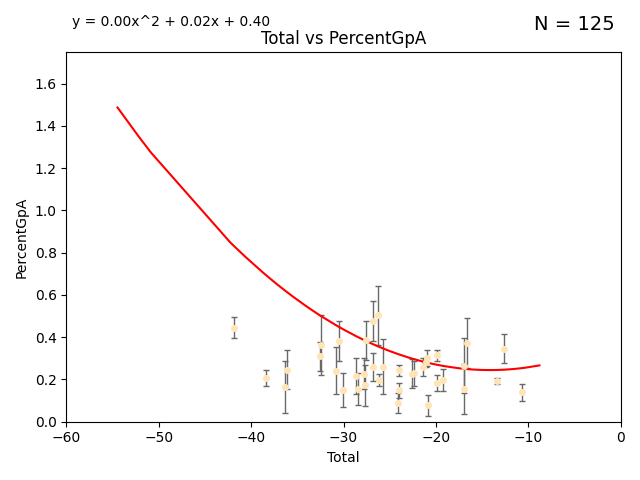 y = 0.00x^2 + 0.02x + 0.40
N = 125
Total vs PercentGpA
PercentGpA
1.6
1.4
1.2
1.0
0.8
0.6
0.4
0.2
0.0
−60 −50 −40 −30 −20 −10 0
Total